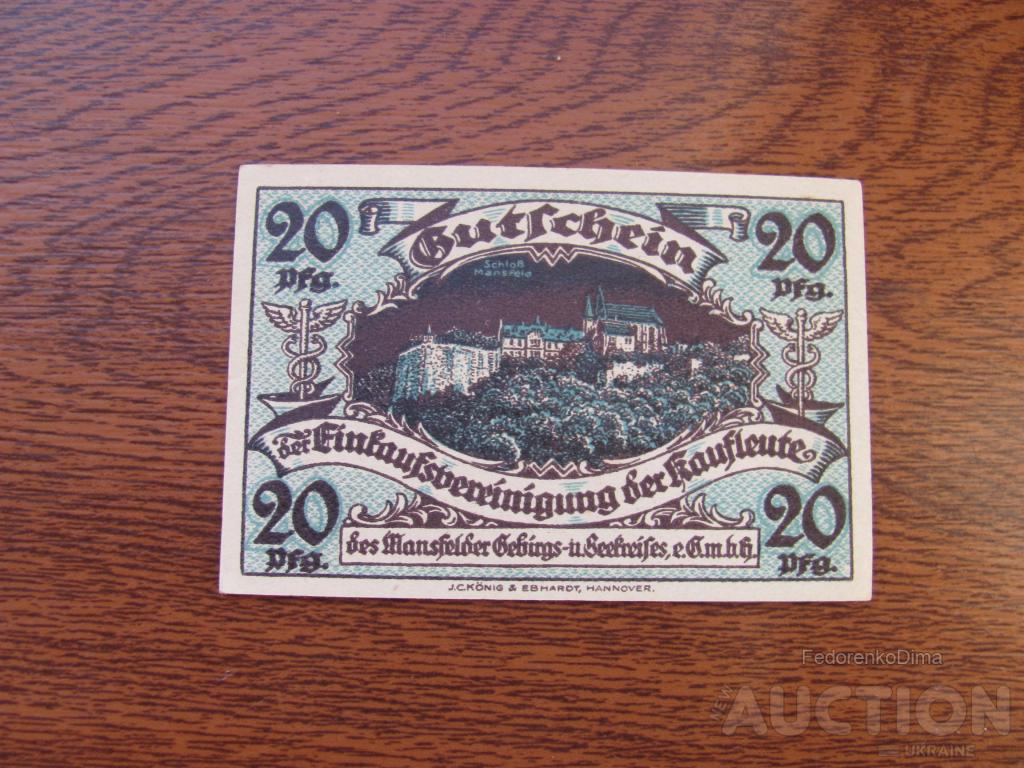 20 Pfg.
Gutschein
20 Pfg.
Schloß
Mansfeld
der Einkaufsvereinigung der Kaufleute
20 Pfg.
des Mansfelder Gebirgs- u. Seekreises, e.G.m.b.H.
20 Pfg.
J.C.KÖNIG & EBHARDT, HANNOVER.
FedorenkoDima
NEW
AUCTION
UKRAINE